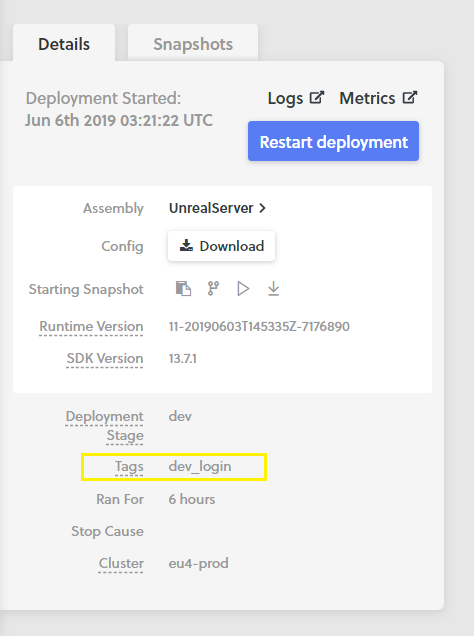 Details
Snapshots
Deployment Started:
Jun 6th 2019 03:21:22 UTC
Logs
Metrics
Restart deployment
Assembly UnrealServer
Config Download
Starting Snapshot
Runtime Version 11-20190603T145335Z-7176890
SDK Version 13.7.1
Deployment
Stage
dev
Tags dev_login
Ran For 6 hours
Stop Cause
Cluster eu4-prod